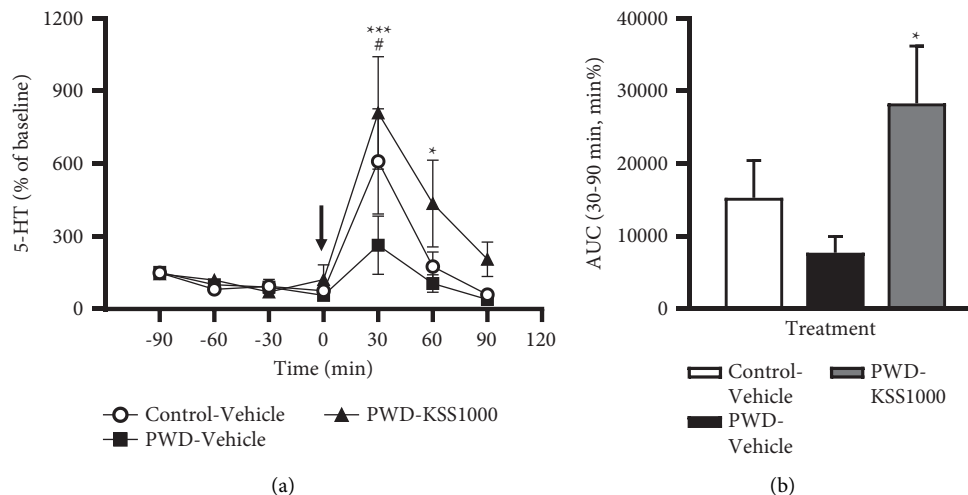 1200
900
600
300
0
5-HT (% of baseline)
***
#
*
-90 -60 -30 0 30 60 90 120
Time (min)
Control-Vehicle
PWD-KSS1000
PWD-Vehicle
(a)
40000
30000
20000
10000
0
AUC (30-90 min, min%)
*
Treatment
Control-
Vehicle
PWD-
KSS1000
PWD-
Vehicle
(b)